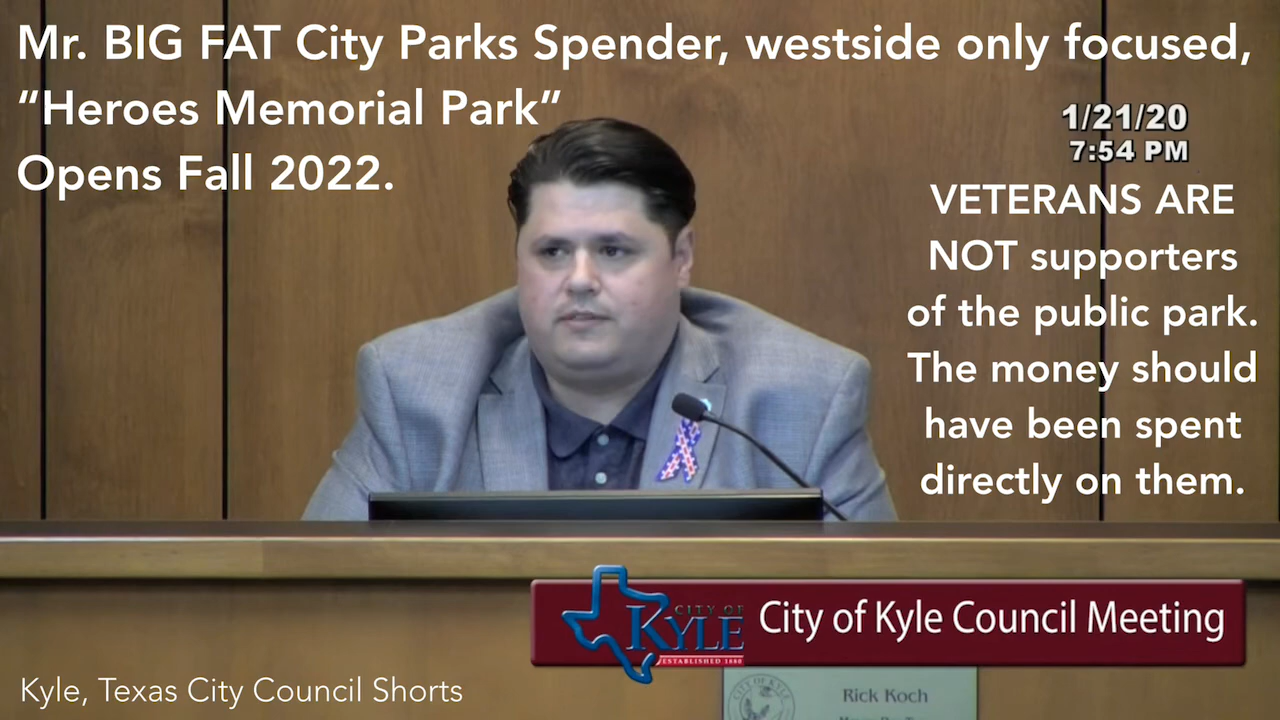 Mr. BIG FAT City Parks Spender, westside only focused,
“Heroes Memorial Park”
Opens Fall 2022.
1/21/20
7:54 PM
VETERANS ARE
NOT supporters
of the public park.
The money should
have been spent
directly on them.
CITY OF
KYLE
ESTABLISHED 1880
City of Kyle Council Meeting
Kyle, Texas City Council Shorts
Rick Koch